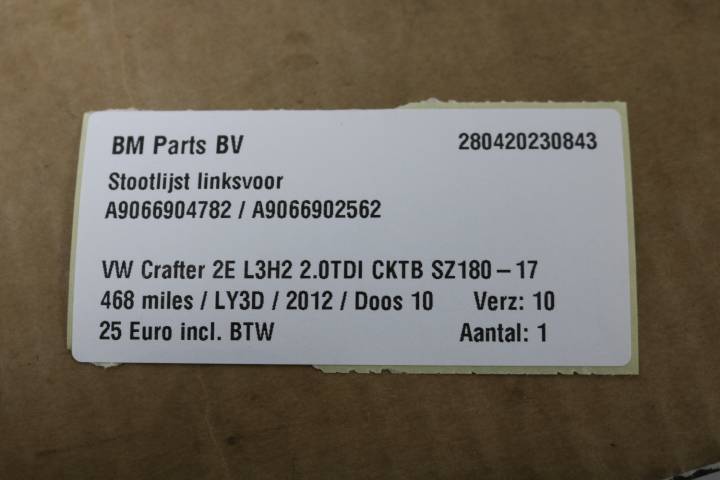 BM Parts BV 280420230843
Stootlijst linksvoor
A9066904782 / A9066902562
VW Crafter 2E L3H2 2.0TDI CKTB SZ180 – 17
468 miles / LY3D / 2012 / Doos 10 Verz: 10
25 Euro incl. BTW Aantal: 1